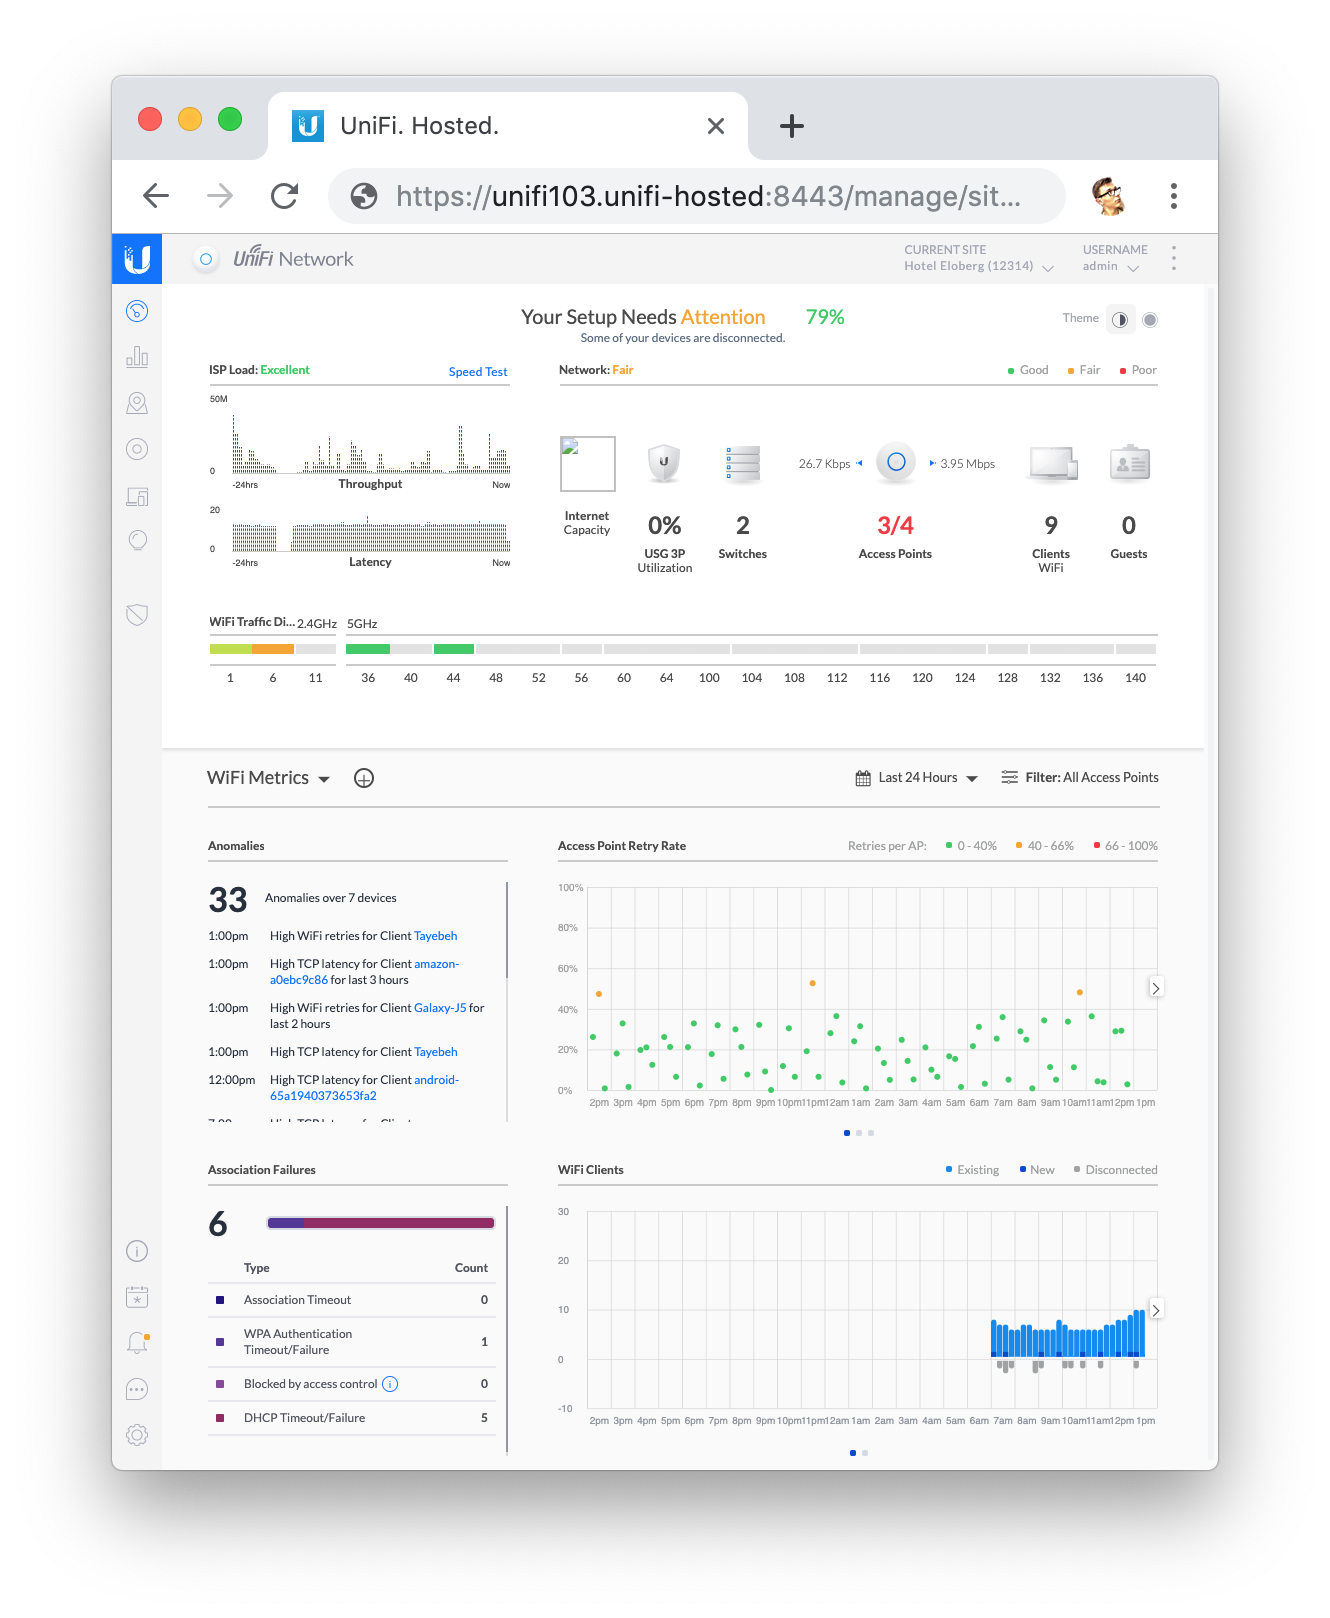 UniFi. Hosted.
https://unifi103.unifi-hosted:8443/manage/sit...
UniFi Network
CURRENT SITE
Hotel Eloberg (12314)
USERNAME
admin
Your Setup Needs Attention 79%
Some of your devices are disconnected.
Theme
ISP Load: Excellent Speed Test
50M
0
-24hrs Throughput Now
20
0
-24hrs Latency Now
Network: Fair Good Fair Poor
26.7 Kbps 3.95 Mbps
Internet
Capacity
0%
USG 3P
Utilization
2
Switches
3/4
Access Points
9
Clients
WiFi
0
Guests
WiFi Traffic Di... 2.4GHz 5GHz
1 6 11 36 40 44 48 52 56 60 64 100 104 108 112 116 120 124 128 132 136 140
WiFi Metrics Last 24 Hours Filter: All Access Points
Anomalies
33 Anomalies over 7 devices
1:00pm High WiFi retries for Client Tayebeh
1:00pm High TCP latency for Client amazon-
a0ebc9c86 for last 3 hours
1:00pm High WiFi retries for Client Galaxy-J5 for
last 2 hours
1:00pm High TCP latency for Client Tayebeh
12:00pm High TCP latency for Client android-
65a1940373653fa2
Access Point Retry Rate Retries per AP: 0 - 40% 40 - 66% 66 - 100%
100%
80%
60%
40%
20%
0%
2pm 3pm 4pm 5pm 6pm 7pm 8pm 9pm 10pm 11pm 12am 1am 2am 3am 4am 5am 6am 7am 8am 9am 10am 11am 12pm 1pm
Association Failures
6
Type Count
Association Timeout 0
WPA Authentication
Timeout/Failure 1
Blocked by access control 0
DHCP Timeout/Failure 5
WiFi Clients Existing New Disconnected
30
20
10
0
-10
2pm 3pm 4pm 5pm 6pm 7pm 8pm 9pm 10pm 11pm 12am 1am 2am 3am 4am 5am 6am 7am 8am 9am 10am 11am 12pm 1pm